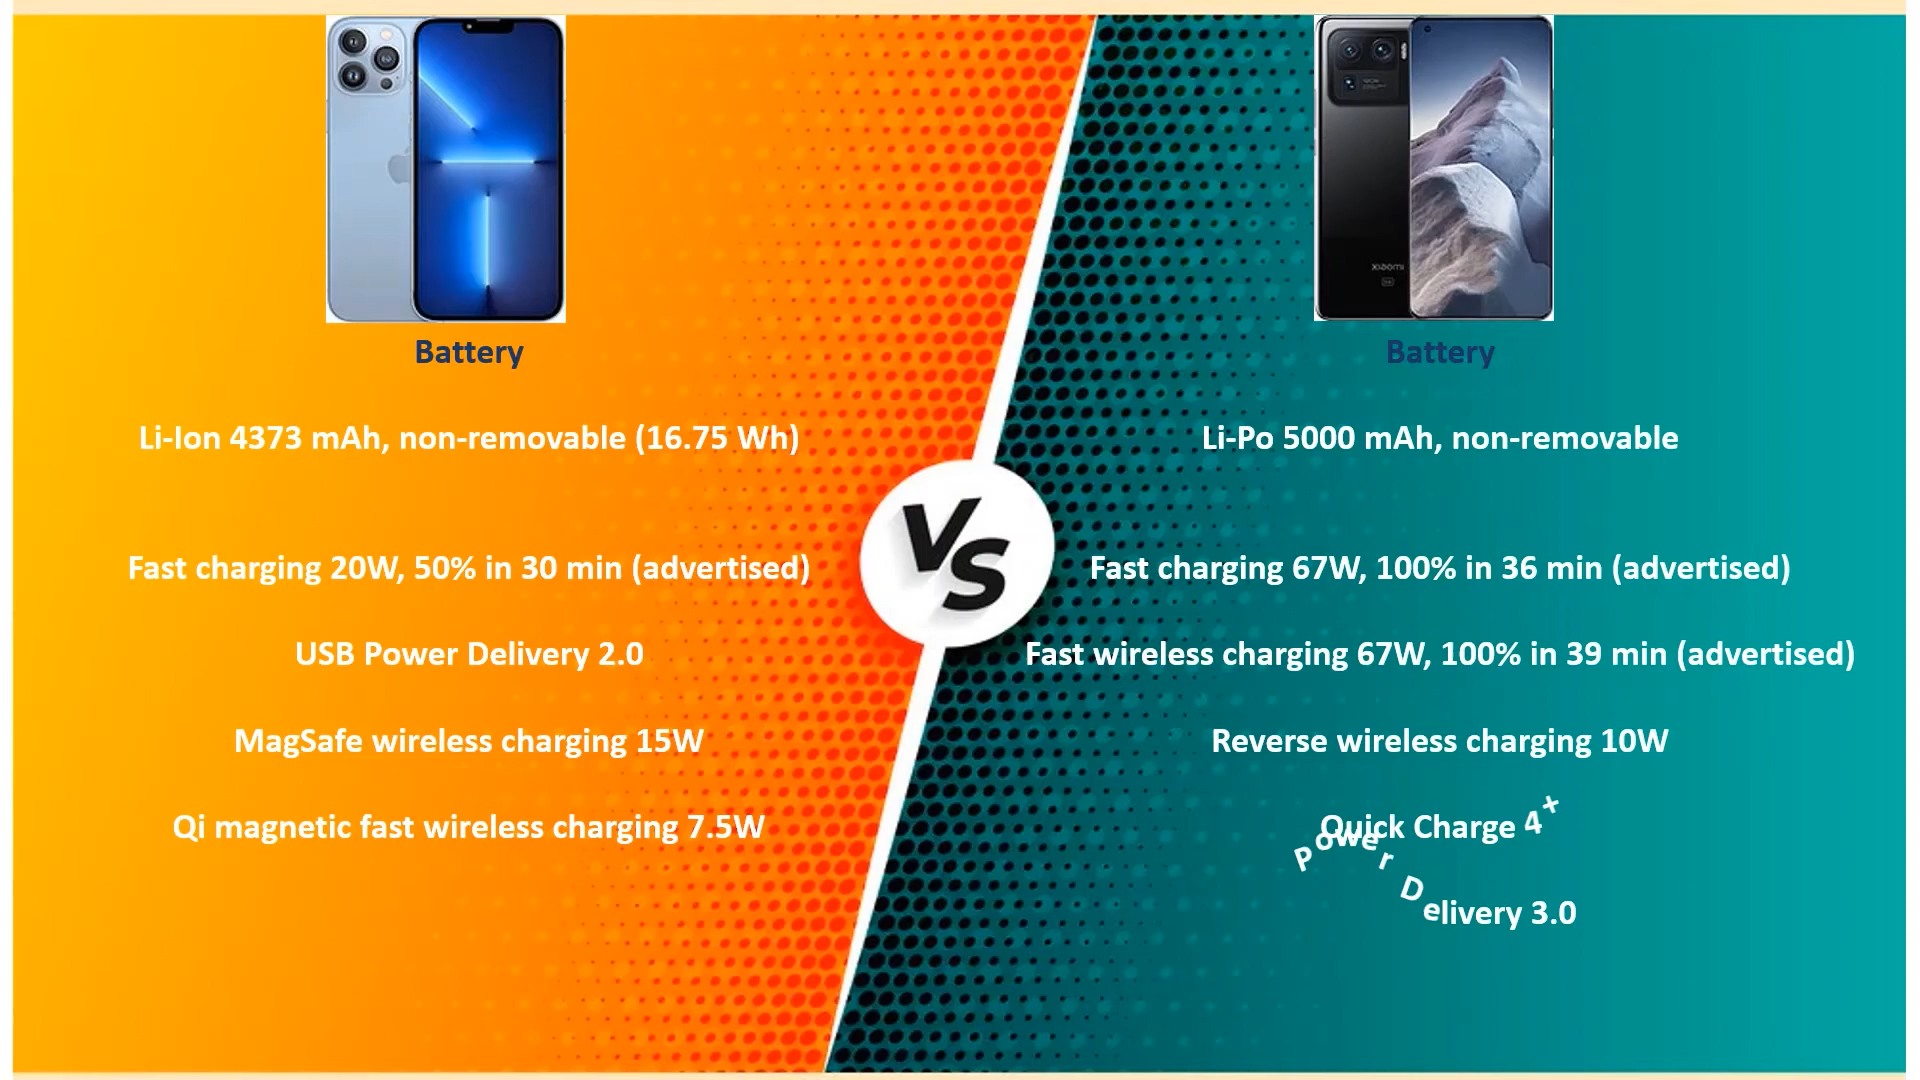 xiaomi
Battery
Li-Ion 4373 mAh, non-removable (16.75 Wh)
Fast charging 20W, 50% in 30 min (advertised)
USB Power Delivery 2.0
MagSafe wireless charging 15W
Qi magnetic fast wireless charging 7.5W
VS
Battery
Li-Po 5000 mAh, non-removable
Fast charging 67W, 100% in 36 min (advertised)
Fast wireless charging 67W, 100% in 39 min (advertised)
Reverse wireless charging 10W
Quick Charge 4+
Power Delivery 3.0